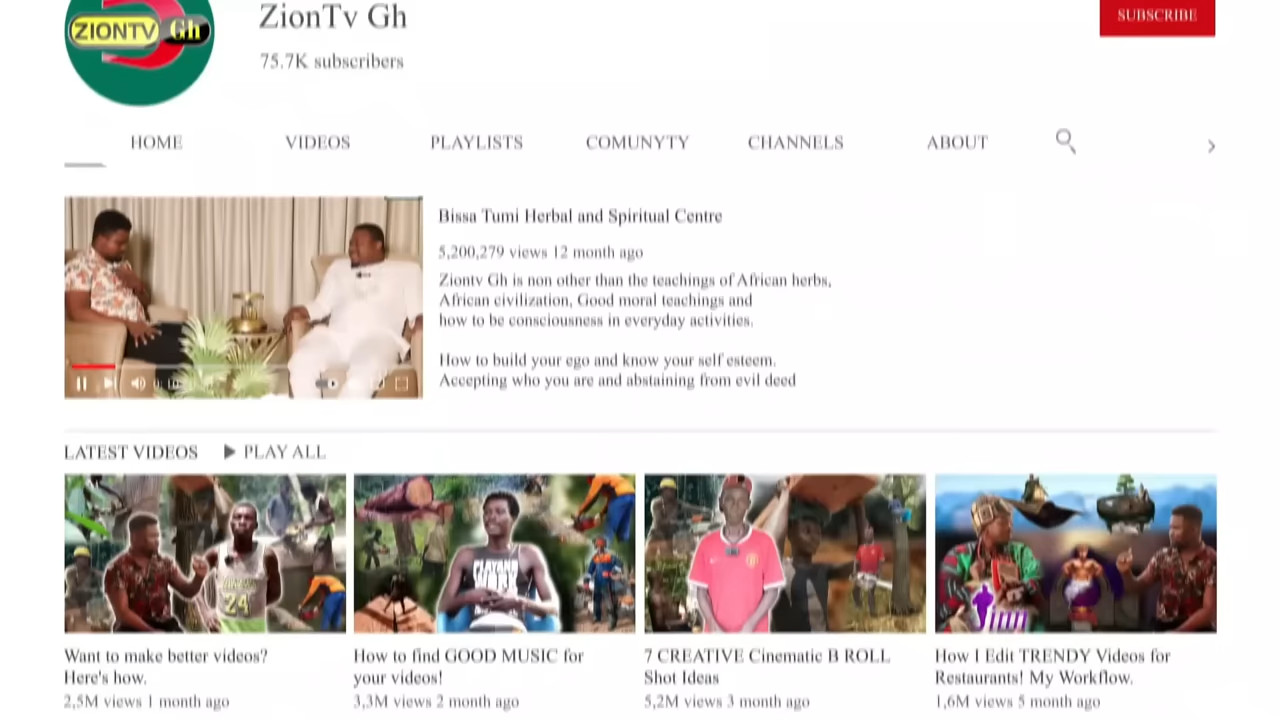 ZIONTV Gh
ZionTv Gh
SUBSCRIBE
75.7K subscribers
HOME VIDEOS PLAYLISTS COMUNYTY CHANNELS ABOUT
Bissa Tumi Herbal and Spiritual Centre
5,200,279 views |2 month ago
Ziontv Gh is non other than the teachings of African herbs,
African civilization, Good moral teachings and
how to be consciousness in everyday activities.
How to build your ego and know your self esteem.
Accepting who you are and abstaining from evil deed
LATEST VIDEOS PLAY ALL
24
Want to make better videos?
Here's how.
2,5M views 1 month ago
How to find GOOD MUSIC for
your videos!
3,3M views 2 month ago
7 CREATIVE Cinematic B ROLL
Shot Ideas
5,2M views 3 month ago
How I Edit TRENDY Videos for
Restaurants! My Workflow.
1,6M views 5 month ago